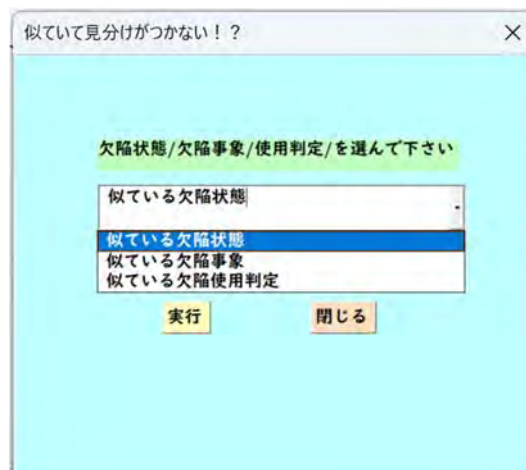 似ていて見分けがつかない！？
欠陥状態/欠陥事象/使用判定/を選んで下さい
似ている欠陥状態
似ている欠陥状態
似ている欠陥事象
似ている欠陥使用判定
実行 閉じる